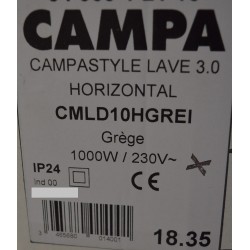 CAMPA
CAMPASTYLE LAVE 3.0
HORIZONTAL
CMLD10HGREI
Grège
1000W / 230V~
IP24
Ind 00
CE
18.35